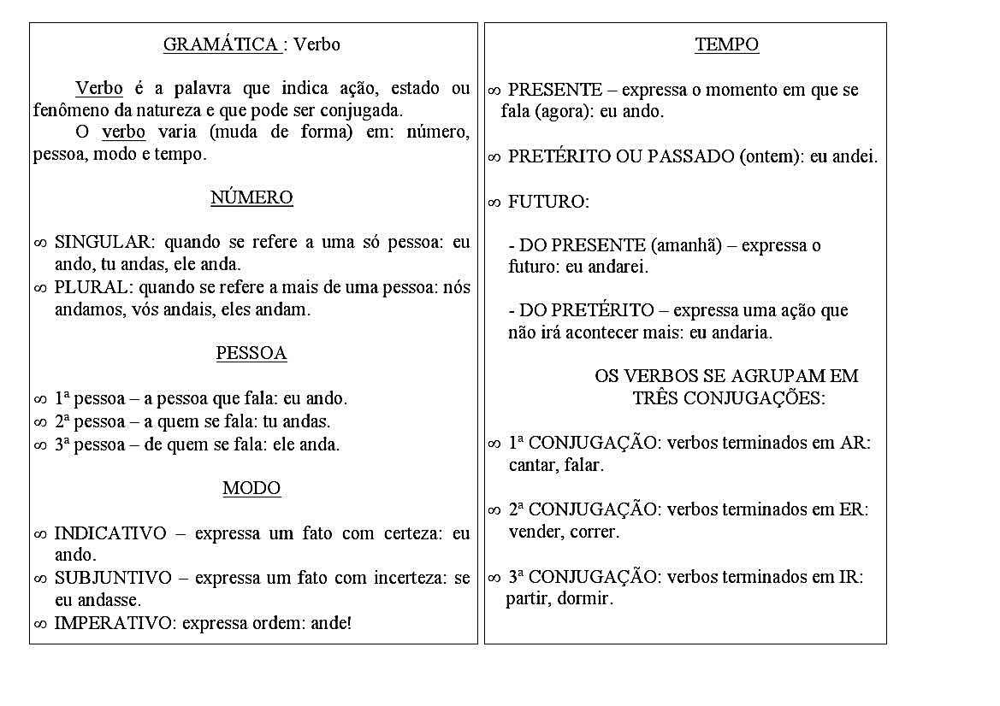 GRAMÁTICA : Verbo
Verbo é a palavra que indica ação, estado ou
fenômeno da natureza e que pode ser conjugada.
O verbo varia (muda de forma) em: número,
pessoa, modo e tempo.
NÚMERO
∞ SINGULAR: quando se refere a uma só pessoa: eu
ando, tu andas, ele anda.
∞ PLURAL: quando se refere a mais de uma pessoa: nós
andamos, vós andais, eles andam.
PESSOA
∞ 1ª pessoa – a pessoa que fala: eu ando.
∞ 2ª pessoa – a quem se fala: tu andas.
∞ 3ª pessoa – de quem se fala: ele anda.
MODO
∞ INDICATIVO – expressa um fato com certeza: eu
ando.
∞ SUBJUNTIVO – expressa um fato com incerteza: se
eu andasse.
∞ IMPERATIVO: expressa ordem: ande!
TEMPO
∞ PRESENTE – expressa o momento em que se
fala (agora): eu ando.
∞ PRETÉRITO OU PASSADO (ontem): eu andei.
∞ FUTURO:
- DO PRESENTE (amanhã) – expressa o
futuro: eu andarei.
- DO PRETÉRITO – expressa uma ação que
não irá acontecer mais: eu andaria.
OS VERBOS SE AGRUPAM EM
TRÊS CONJUGAÇÕES:
∞ 1ª CONJUGAÇÃO: verbos terminados em AR:
cantar, falar.
∞ 2ª CONJUGAÇÃO: verbos terminados em ER:
vender, correr.
∞ 3ª CONJUGAÇÃO: verbos terminados em IR:
partir, dormir.